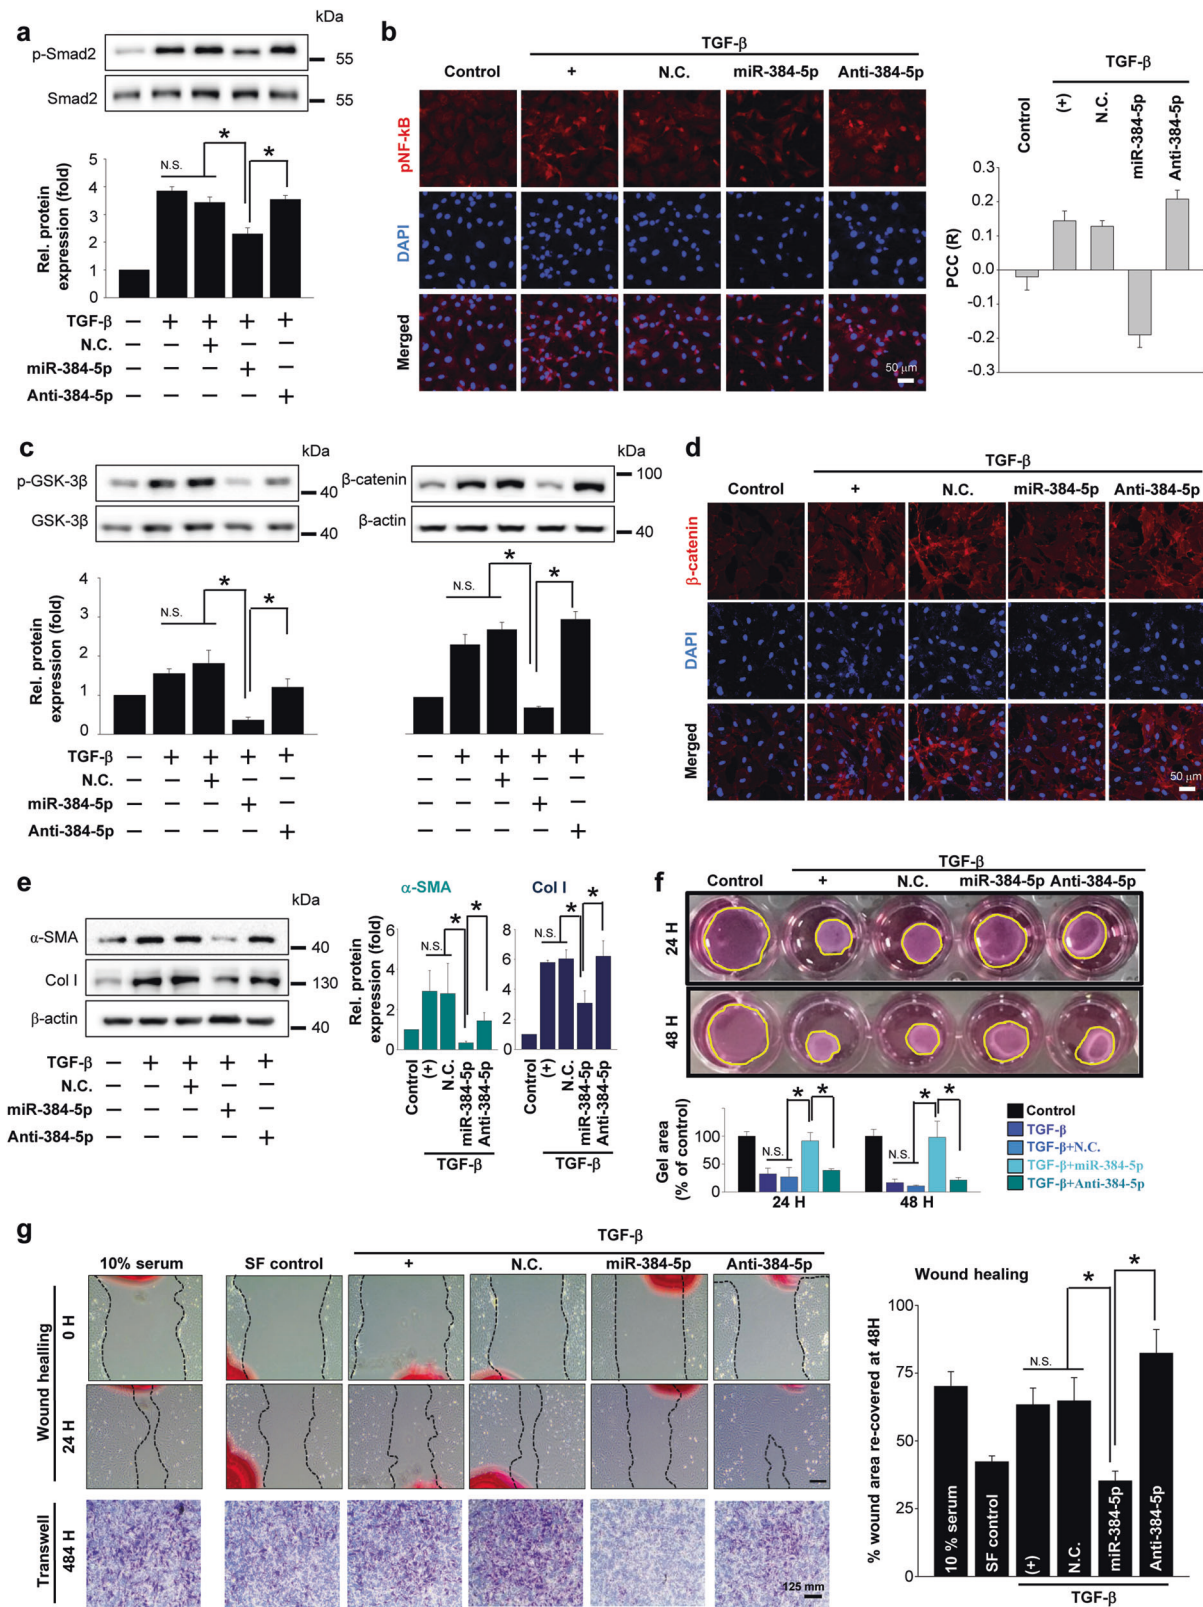 a
kDa
p-Smad2
55
Smad2
55
Rel. protein
expression (fold)
5
4
3
2
1
0
N.S.
*
*
TGF-β – + + + +
N.C. – – + – –
miR-384-5p – – – + –
Anti-384-5p – – – – +
b
TGF-β
Control + N.C. miR-384-5p Anti-384-5p
pNF-kB
DAPI
Merged
50 μm
TGF-β
Control (+) N.C. miR-384-5p Anti-384-5p
PCC (R)
0.3
0.2
0.1
0.0
-0.1
-0.2
-0.3
c
kDa
p-GSK-3β
40
GSK-3β
40
Rel. protein
expression (fold)
4
3
2
1
0
N.S.
*
*
TGF-β – + + + +
N.C. – – + – –
miR-384-5p – – – + –
Anti-384-5p – – – – +
kDa
β-catenin
100
β-actin
40
N.S.
*
*
– + + + +
– – + – –
– – – + –
– – – – +
d
TGF-β
Control + N.C. miR-384-5p Anti-384-5p
β-catenin
DAPI
Merged
50 μm
e
kDa
α-SMA
40
Col I
130
β-actin
40
TGF-β – + + + +
N.C. – – + – –
miR-384-5p – – – + –
Anti-384-5p – – – – +
α-SMA
Rel. protein
expression (fold)
6
4
2
0
N.S.
*
*
Control (+) N.C. miR-384-5p Anti-384-5p
TGF-β
Col I
8
6
4
2
0
N.S.
*
*
Control (+) N.C. miR-384-5p Anti-384-5p
TGF-β
f
TGF-β
Control + N.C. miR-384-5p Anti-384-5p
24 H
48 H
Gel area
(% of control)
100
50
0
N.S.
*
*
N.S.
*
*
24 H 48 H
Control
TGF-β
TGF-β+N.C.
TGF-β+miR-384-5p
TGF-β+Anti-384-5p
g
TGF-β
10% serum SF control + N.C. miR-384-5p Anti-384-5p
Wound healling
0 H
24 H
Transwell
484 H
125 mm
Wound healing
% wound area re-covered at 48H
100
75
50
25
0
N.S.
*
*
10 % serum
SF control
(+)
N.C.
miR-384-5p
Anti-384-5p
TGF-β